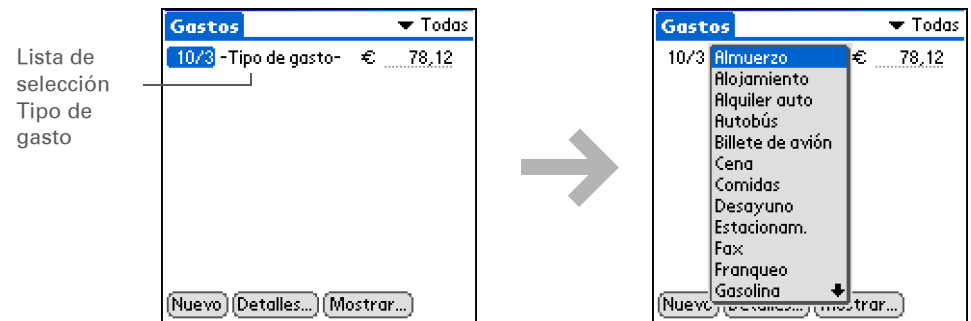 Lista de
selección
Tipo de
gasto
Gastos
Todas
10/3 -Tipo de gasto- € 78,12
Nuevo Detalles... Mostrar...
Gastos
Todas
10/3 Almuerzo € 78,12
Alojamiento
Alquiler auto
Autobús
Billete de avión
Cena
Comidas
Desayuno
Estacionam.
Fax
Franqueo
Gasolina